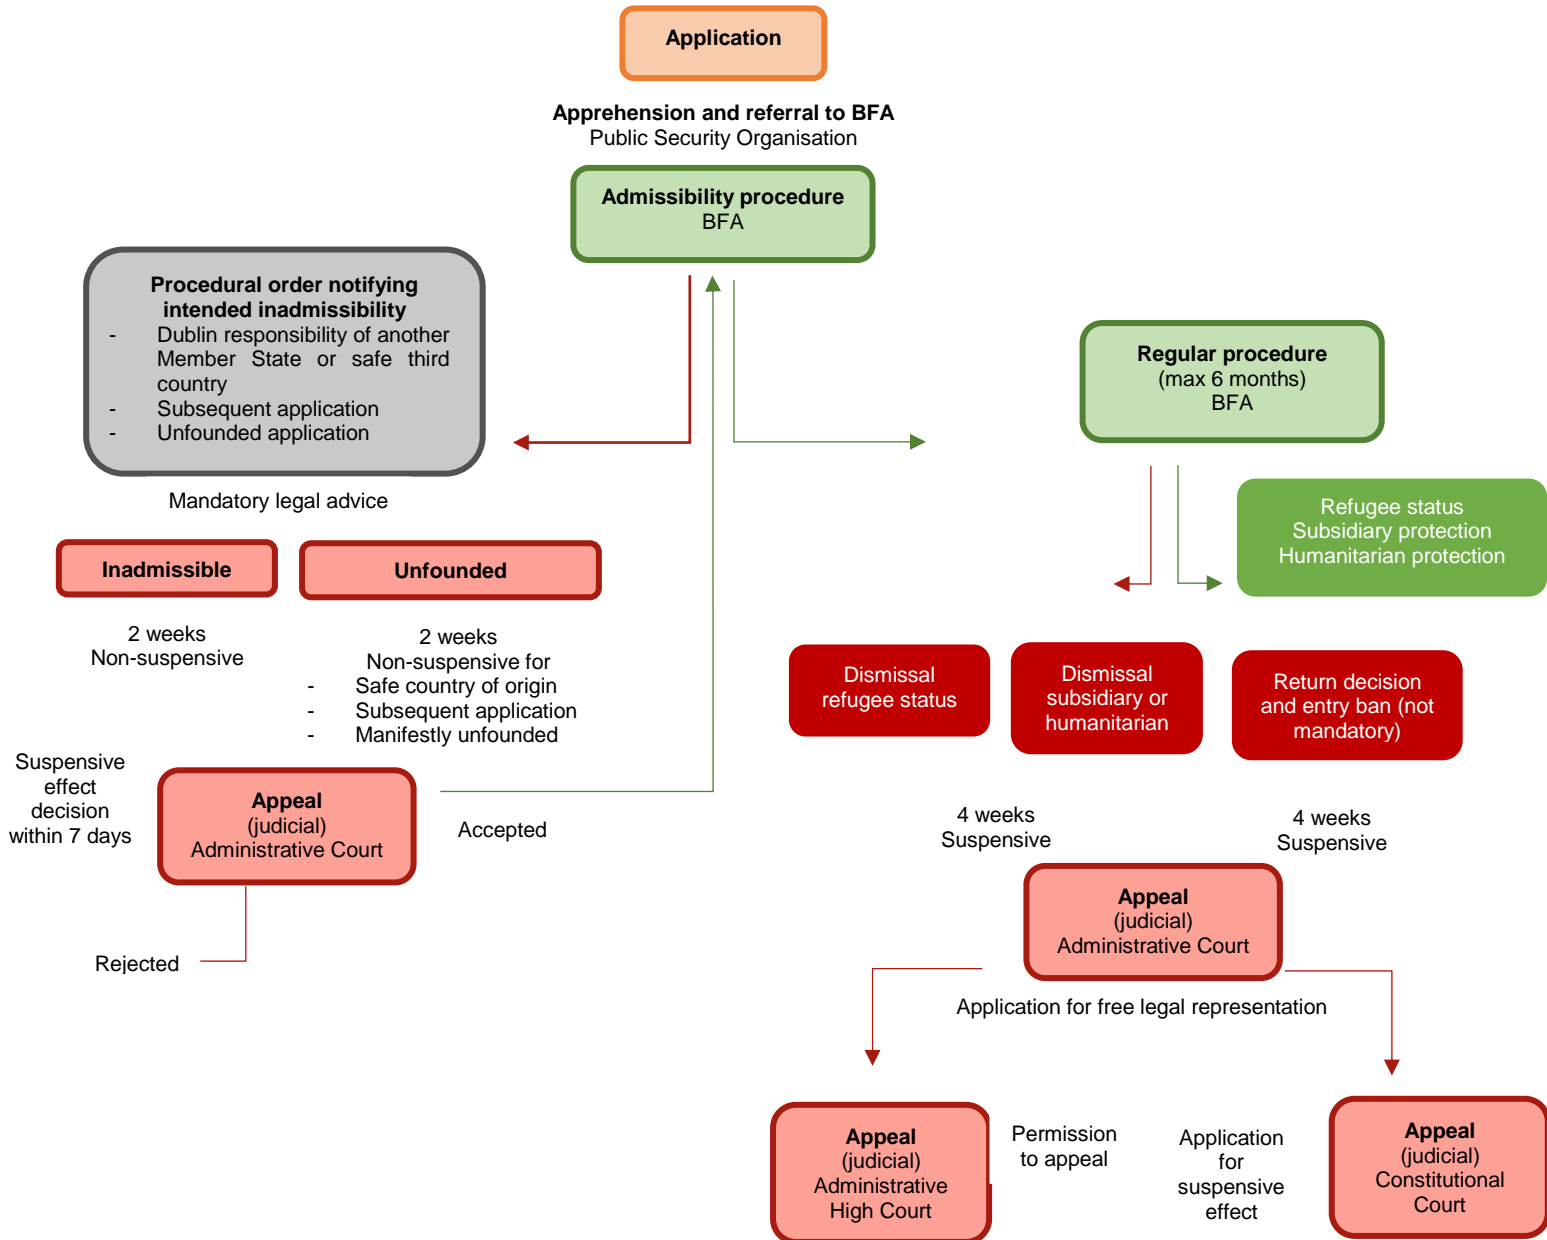 Application
Apprehension and referral to BFA
Public Security Organisation
Admissibility procedure
BFA
Procedural order notifying
intended inadmissibility
- Dublin responsibility of another
Member State or safe third
country
- Subsequent application
- Unfounded application
Mandatory legal advice
Regular procedure
(max 6 months)
BFA
Refugee status
Subsidiary protection
Humanitarian protection
Inadmissible
Unfounded
2 weeks
Non-suspensive
2 weeks
Non-suspensive for
- Safe country of origin
- Subsequent application
- Manifestly unfounded
Dismissal
refugee status
Dismissal
subsidiary or
humanitarian
Return decision
and entry ban (not
mandatory)
Suspensive
effect
decision
within 7 days
Appeal
(judicial)
Administrative Court
Accepted
Rejected
4 weeks
Suspensive
4 weeks
Suspensive
Appeal
(judicial)
Administrative Court
Application for free legal representation
Appeal
(judicial)
Administrative
High Court
Permission
to appeal
Application
for
suspensive
effect
Appeal
(judicial)
Constitutional
Court